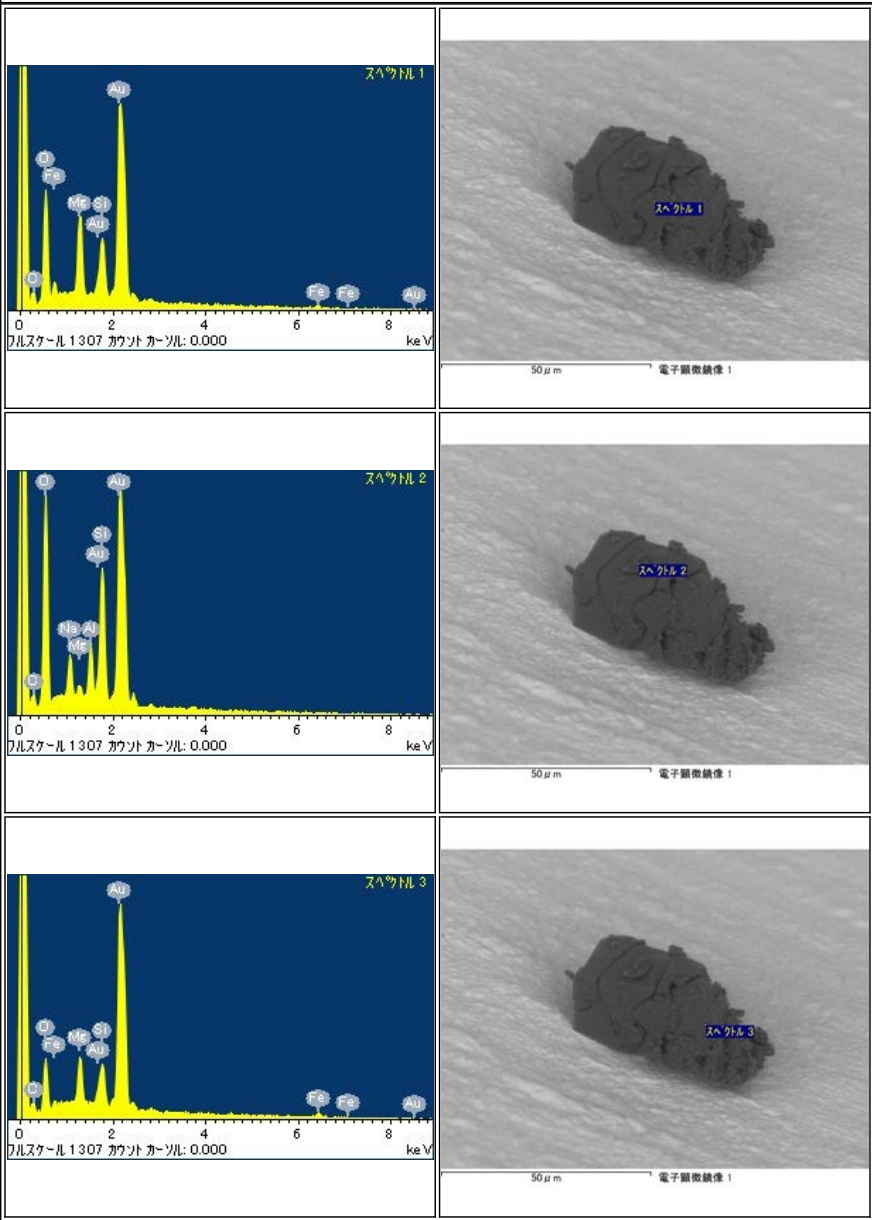 スペクトル 1
Au
O
Fe
Mg
Si
Au
C
Fe
Fe
Au
0 2 4 6 8
フルスケール 1307 カウント カーソル: 0.000 keV
スペクトル 1
50μm 電子顕微鏡像 1
スペクトル 2
O
Au
Si
Au
Na
Al
Mg
C
0 2 4 6 8
フルスケール 1307 カウント カーソル: 0.000 keV
スペクトル 2
50μm 電子顕微鏡像 1
スペクトル 3
Au
O
Fe
Mg
Si
Au
C
Fe
Fe
Au
0 2 4 6 8
フルスケール 1307 カウント カーソル: 0.000 keV
スペクトル 3
50μm 電子顕微鏡像 1